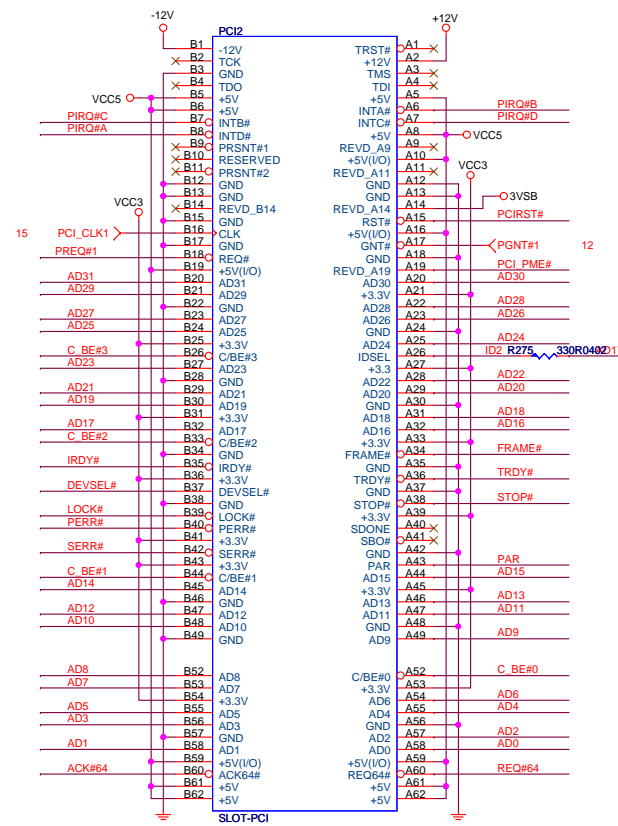 -12V
+12V
PCI2
B1 -12V TRST# A1
B2 TCK +12V A2
B3 GND TMS A3
B4 TDO TDI A4
VCC5 B5 +5V +5V A5
B6 +5V INTA# A6 PIRQ#B
PIRQ#C B7 INTB# INTC# A7 PIRQ#D
PIRQ#A B8 INTD# +5V A8 VCC5
B9 PRSNT#1 REVD_A9 A9
B10 RESERVED +5V(I/O) A10
B11 PRSNT#2 REVD_A11 A11
VCC3
B12 GND GND A12
B13 GND GND A13
VCC3 B14 REVD_B14 REVD_A14 A14 3VSB
B15 GND RST# A15 PCIRST#
15 PCI_CLK1 B16 CLK +5V(I/O) A16
B17 GND GNT# A17 PGNT#1 12
PREQ#1 B18 REQ# GND A18
B19 +5V(I/O) REVD_A19 A19 PCI_PME#
AD31 B20 AD31 AD30 A20 AD30
AD29 B21 AD29 +3.3V A21
B22 GND AD28 A22 AD28
AD27 B23 AD27 AD26 A23 AD26
AD25 B24 AD25 GND A24
B25 +3.3V AD24 A25 AD24
C_BE#3 B26 C/BE#3 IDSEL A26 ID2 R275 330R0402
AD23 B27 AD23 +3.3 A27
B28 GND AD22 A28 AD22
AD21 B29 AD21 AD20 A29 AD20
AD19 B30 AD19 GND A30
B31 +3.3V AD18 A31 AD18
AD17 B32 AD17 AD16 A32 AD16
C_BE#2 B33 C/BE#2 +3.3V A33
B34 GND FRAME# A34 FRAME#
IRDY# B35 IRDY# GND A35
B36 +3.3V TRDY# A36 TRDY#
DEVSEL# B37 DEVSEL# GND A37
B38 GND STOP# A38 STOP#
LOCK# B39 LOCK# +3.3V A39
PERR# B40 PERR# SDONE A40
B41 +3.3V SBO# A41
SERR# B42 SERR# GND A42
B43 +3.3V PAR A43 PAR
C_BE#1 B44 C/BE#1 AD15 A44 AD15
AD14 B45 AD14 +3.3V A45
B46 GND AD13 A46 AD13
AD12 B47 AD12 AD11 A47 AD11
AD10 B48 AD10 GND A48
B49 GND AD9 A49 AD9
AD8 B52 AD8 C/BE#0 A52 C_BE#0
AD7 B53 AD7 +3.3V A53
B54 +3.3V AD6 A54 AD6
AD5 B55 AD5 AD4 A55 AD4
AD3 B56 AD3 GND A56
B57 GND AD2 A57 AD2
AD1 B58 AD1 AD0 A58 AD0
B59 +5V(I/O) +5V(I/O) A59
ACK#64 B60 ACK64# REQ64# A60 REQ#64
B61 +5V +5V A61
B62 +5V +5V A62
SLOT-PCI